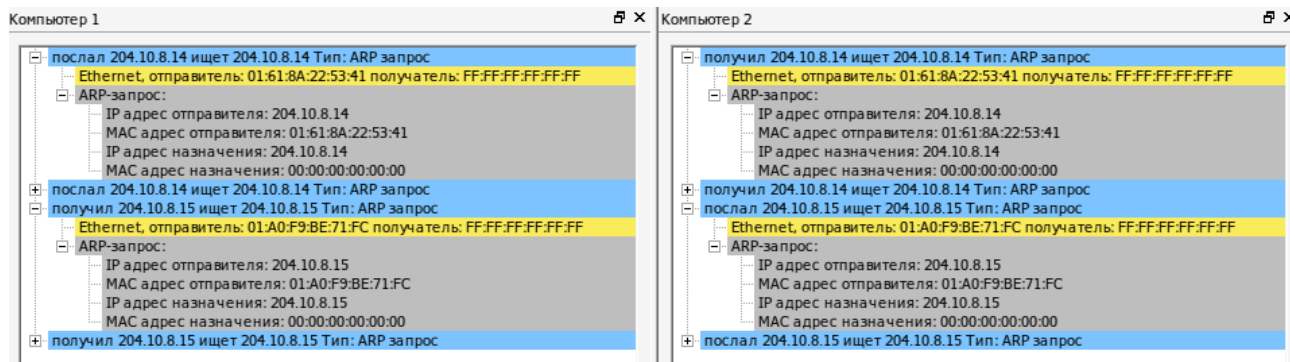 Компьютер 1
послал 204.10.8.14 ищет 204.10.8.14 Тип: ARP запрос
Ethernet, отправитель: 01:61:8A:22:53:41 получатель: FF:FF:FF:FF:FF:FF
ARP-запрос:
IP адрес отправителя: 204.10.8.14
MAC адрес отправителя: 01:61:8A:22:53:41
IP адрес назначения: 204.10.8.14
MAC адрес назначения: 00:00:00:00:00:00
послал 204.10.8.14 ищет 204.10.8.14 Тип: ARP запрос
получил 204.10.8.15 ищет 204.10.8.15 Тип: ARP запрос
Ethernet, отправитель: 01:A0:F9:BE:71:FC получатель: FF:FF:FF:FF:FF:FF
ARP-запрос:
IP адрес отправителя: 204.10.8.15
MAC адрес отправителя: 01:A0:F9:BE:71:FC
IP адрес назначения: 204.10.8.15
MAC адрес назначения: 00:00:00:00:00:00
получил 204.10.8.15 ищет 204.10.8.15 Тип: ARP запрос
Компьютер 2
получил 204.10.8.14 ищет 204.10.8.14 Тип: ARP запрос
Ethernet, отправитель: 01:61:8A:22:53:41 получатель: FF:FF:FF:FF:FF:FF
ARP-запрос:
IP адрес отправителя: 204.10.8.14
MAC адрес отправителя: 01:61:8A:22:53:41
IP адрес назначения: 204.10.8.14
MAC адрес назначения: 00:00:00:00:00:00
получил 204.10.8.14 ищет 204.10.8.14 Тип: ARP запрос
послал 204.10.8.15 ищет 204.10.8.15 Тип: ARP запрос
Ethernet, отправитель: 01:A0:F9:BE:71:FC получатель: FF:FF:FF:FF:FF:FF
ARP-запрос:
IP адрес отправителя: 204.10.8.15
MAC адрес отправителя: 01:A0:F9:BE:71:FC
IP адрес назначения: 204.10.8.15
MAC адрес назначения: 00:00:00:00:00:00
послал 204.10.8.15 ищет 204.10.8.15 Тип: ARP запрос